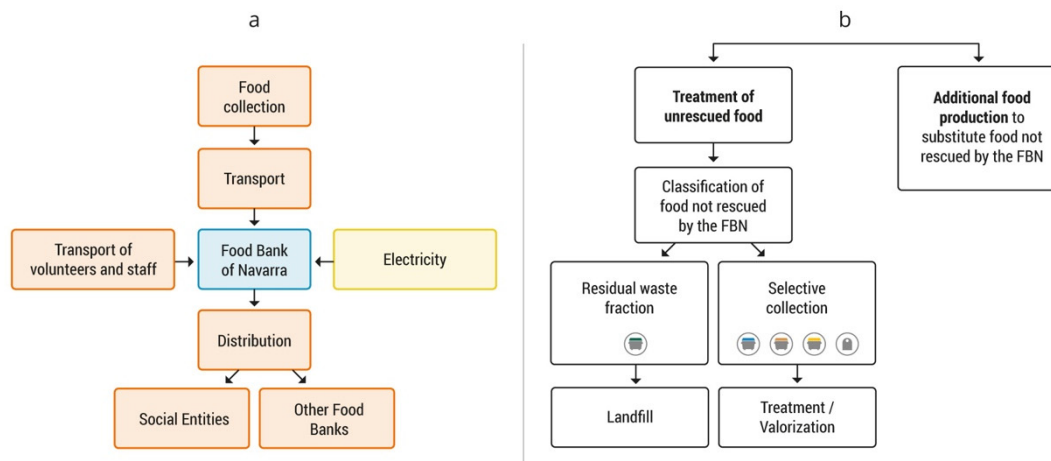 a
Food
collection
Transport
Transport of
volunteers and staff
Food Bank
of Navarra
Electricity
Distribution
Social Entities
Other Food
Banks
b
Treatment of
unrescued food
Additional food
production to
substitute food not
rescued by the FBN
Classification of
food not rescued
by the FBN
Residual waste
fraction
Selective
collection
Landfill
Treatment /
Valorization